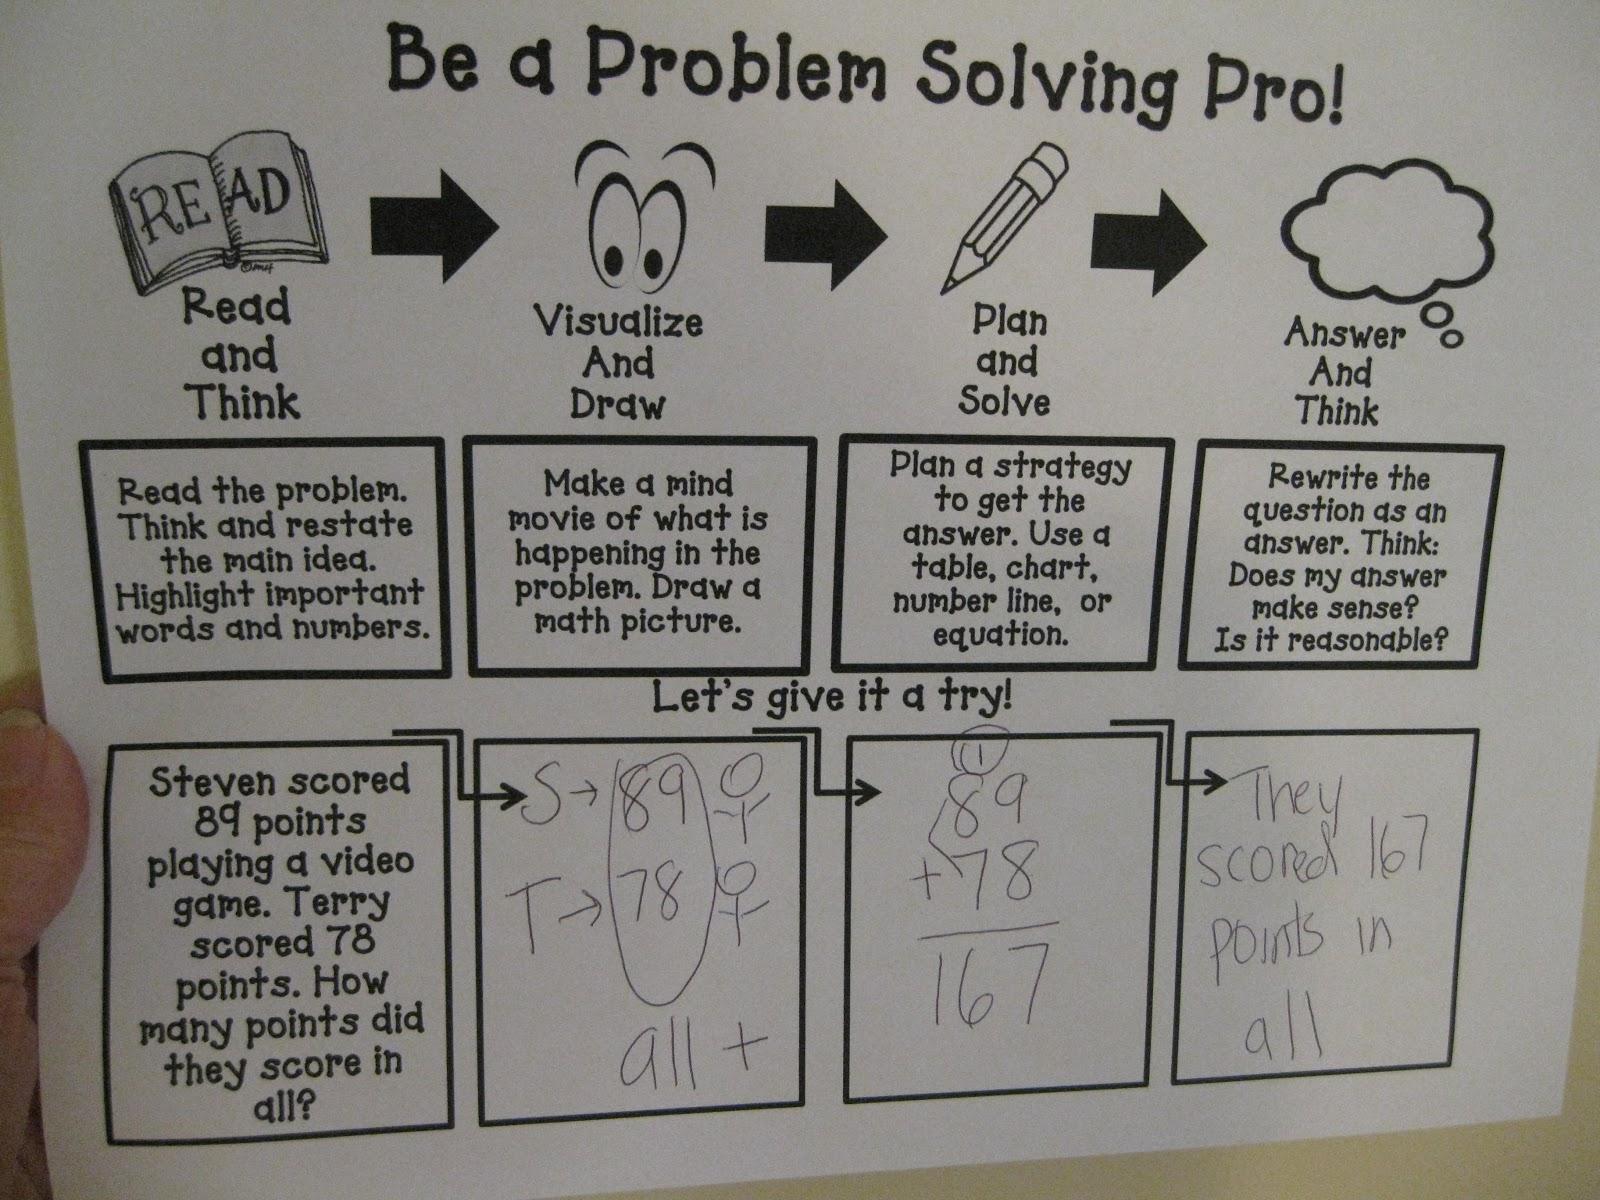 Be a Problem Solving Pro!
READ
Read
and
Think
Visualize
And
Draw
Plan
and
Solve
Answer
And
Think
Read the problem.
Think and restate
the main idea.
Highlight important
words and numbers.
Make a mind
movie of what is
happening in the
problem. Draw a
math picture.
Plan a strategy
to get the
answer. Use a
table, chart,
number line, or
equation.
Rewrite the
question as an
answer. Think:
Does my answer
make sense?
Is it reasonable?
Let's give it a try!
Steven scored
89 points
playing a video
game. Terry
scored 78
points. How
many points did
they score in
all?
S→ 89
T→ 78
all +
1
89
+78
167
They
scored 167
points in
all